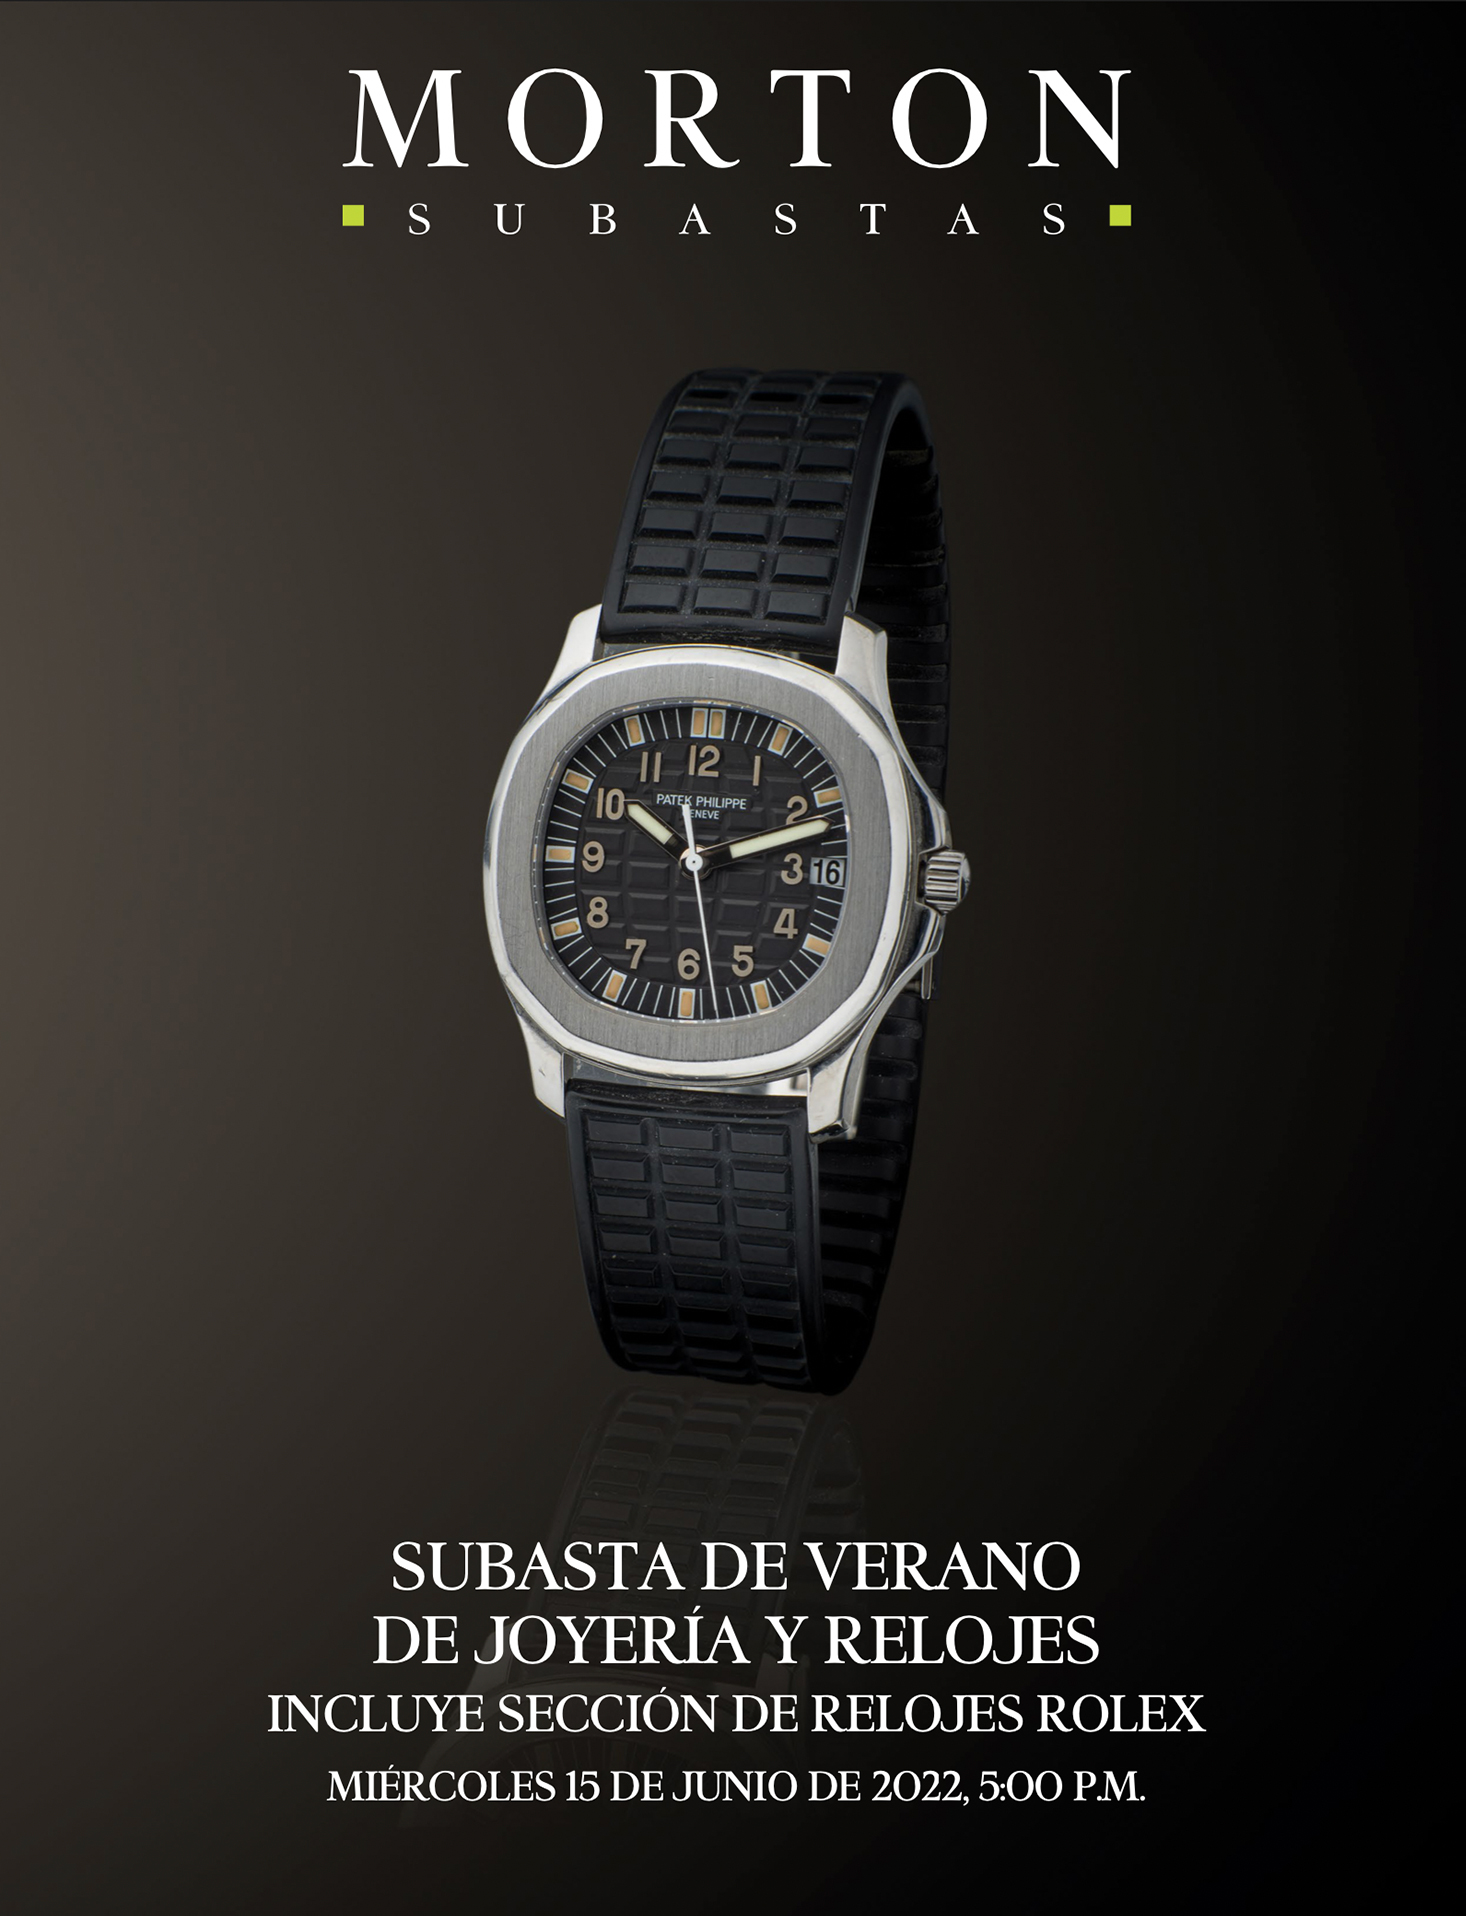 MORTON
SUBASTAS
12
11 1
PATEK PHILIPPE
GENEVE
10 2
9 3 16
8 4
7 5
6
SUBASTA DE VERANO
DE JOYERÍA Y RELOJES
INCLUYE SECCIÓN DE RELOJES ROLEX
MIÉRCOLES 15 DE JUNIO DE 2022, 5:00 P.M.